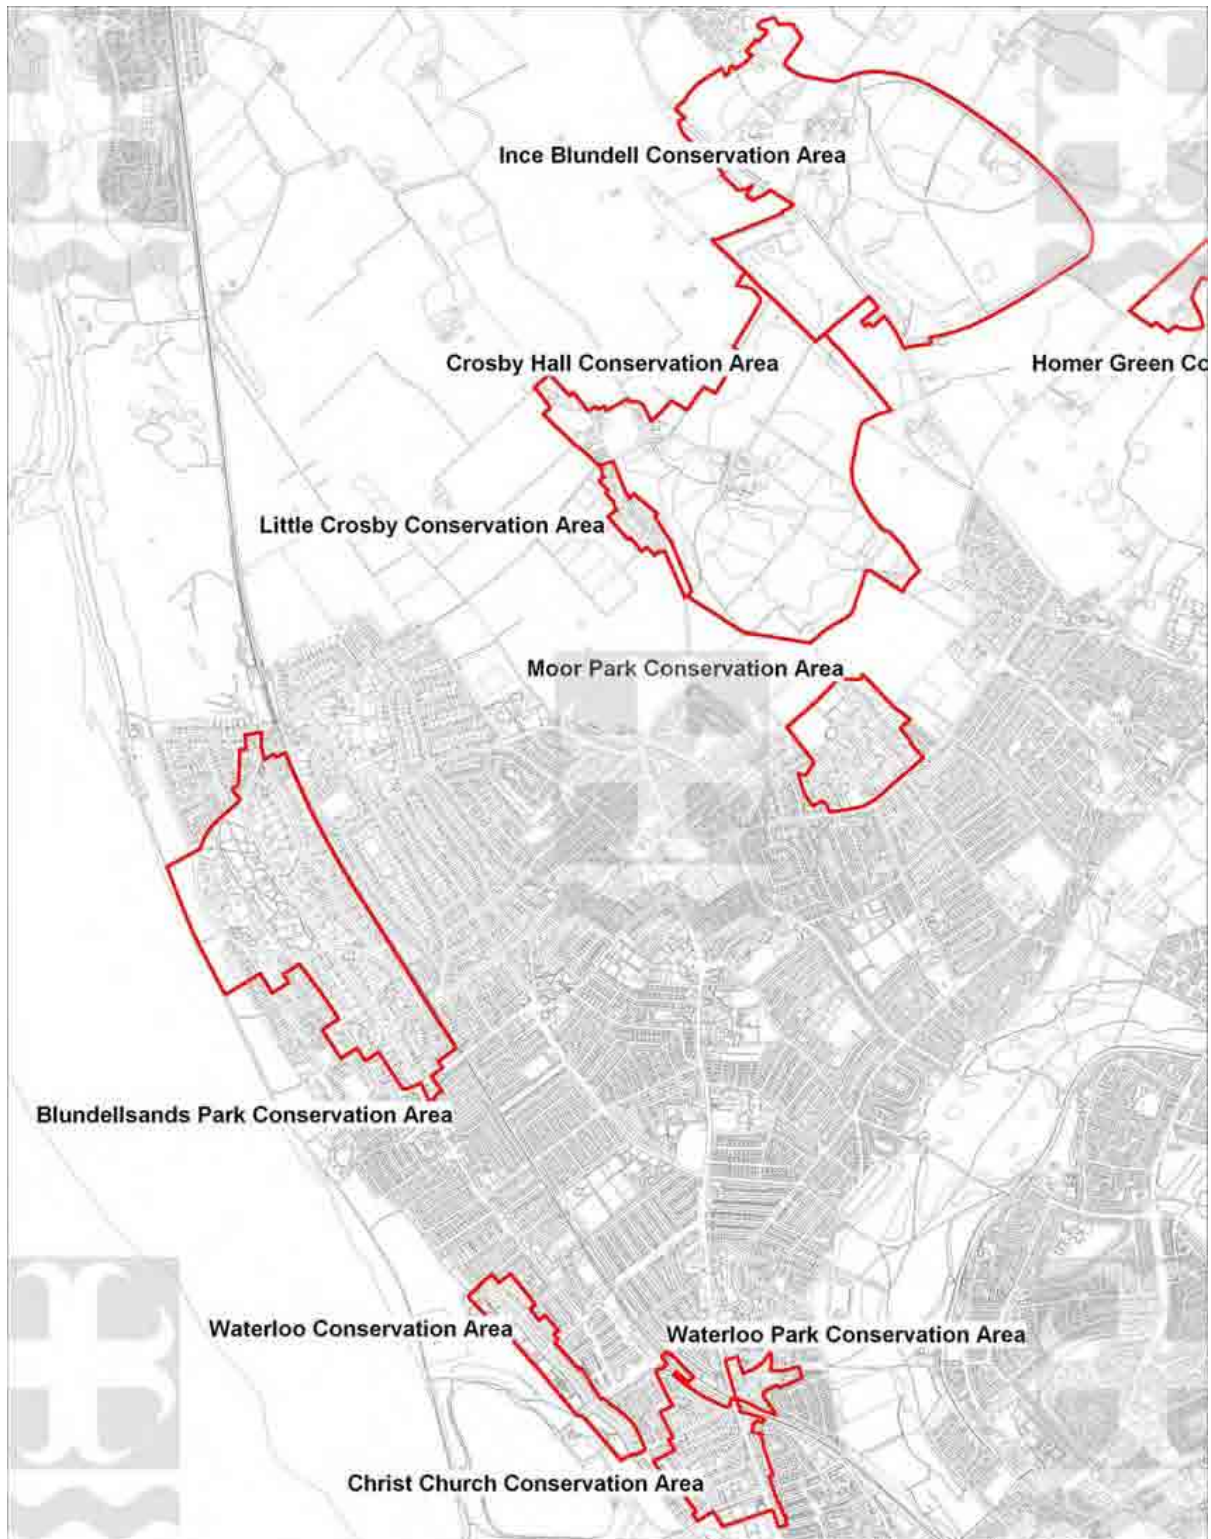 Ince Blundell Conservation Area
Crosby Hall Conservation Area
Homer Green Co
Little Crosby Conservation Area
Moor Park Conservation Area
Blundellsands Park Conservation Area
Waterloo Conservation Area
Waterloo Park Conservation Area
Christ Church Conservation Area